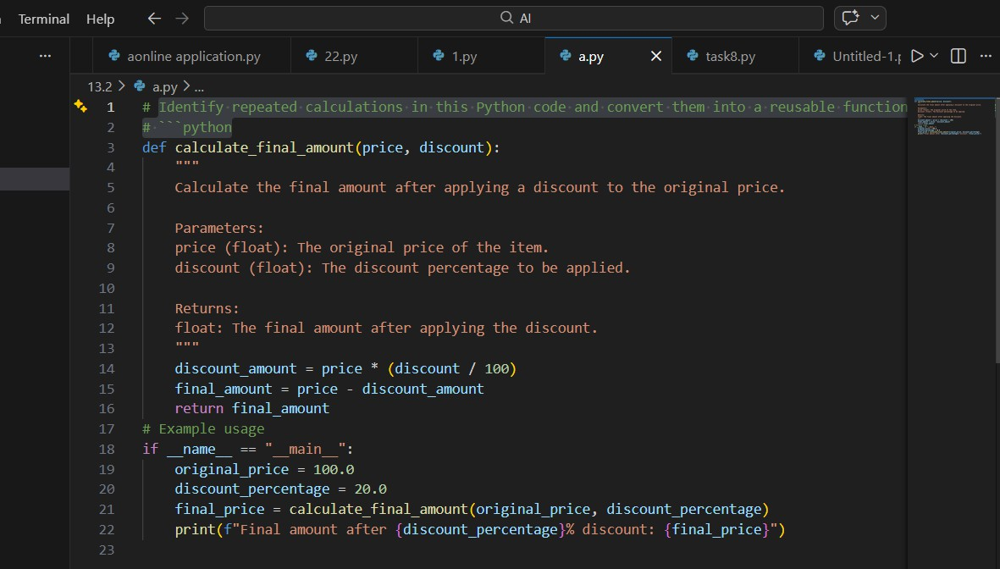 Terminal Help AI
aonline application.py 22.py 1.py a.py task8.py Untitled-1.p
13.2 > a.py > ...
1 # Identify repeated calculations in this Python code and convert them into a reusable function
2 # ```python
3 def calculate_final_amount(price, discount):
4 """
5 Calculate the final amount after applying a discount to the original price.
6
7 Parameters:
8 price (float): The original price of the item.
9 discount (float): The discount percentage to be applied.
10
11 Returns:
12 float: The final amount after applying the discount.
13 """
14 discount_amount = price * (discount / 100)
15 final_amount = price - discount_amount
16 return final_amount
17 # Example usage
18 if __name__ == "__main__":
19 original_price = 100.0
20 discount_percentage = 20.0
21 final_price = calculate_final_amount(original_price, discount_percentage)
22 print(f"Final amount after {discount_percentage}% discount: {final_price}")
23